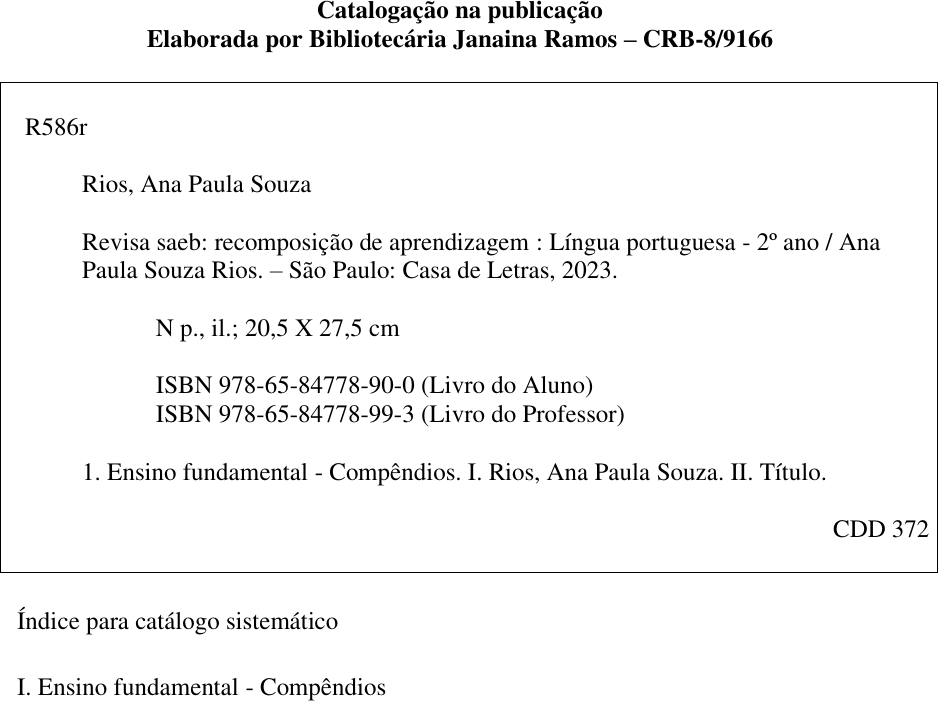 Catalogação na publicação
Elaborada por Bibliotecária Janaina Ramos – CRB-8/9166
R586r
Rios, Ana Paula Souza
Revisa saeb: recomposição de aprendizagem : Língua portuguesa - 2º ano / Ana
Paula Souza Rios. – São Paulo: Casa de Letras, 2023.
N p., il.; 20,5 X 27,5 cm
ISBN 978-65-84778-90-0 (Livro do Aluno)
ISBN 978-65-84778-99-3 (Livro do Professor)
1. Ensino fundamental - Compêndios. I. Rios, Ana Paula Souza. II. Título.
CDD 372
Índice para catálogo sistemático
I. Ensino fundamental - Compêndios